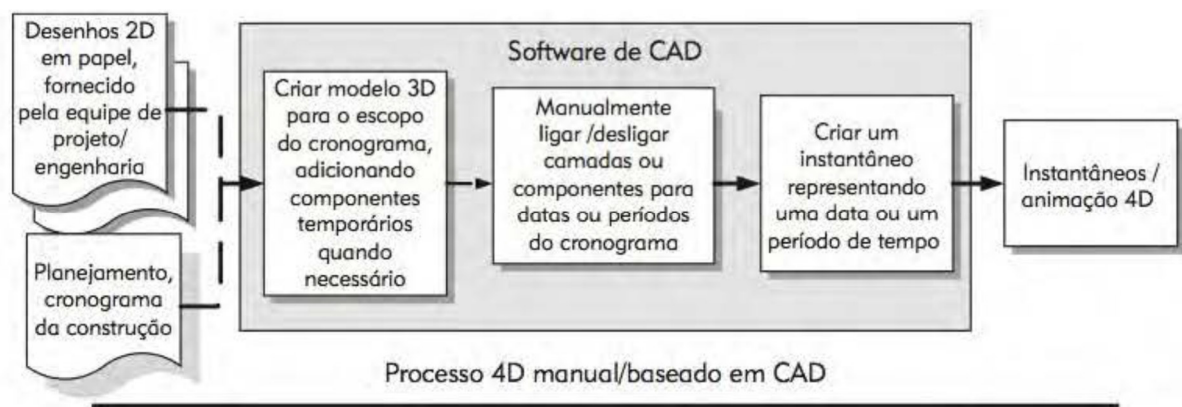 Desenhos 2D
em papel,
fornecido
pela equipe de
projeto/
engenharia
Planejamento,
cronograma
da construção
Software de CAD
Criar modelo 3D
para o escopo
do cronograma,
adicionando
componentes
temporários
quando
necessário
Manualmente
ligar /desligar
camadas ou
componentes para
datas ou períodos
do cronograma
Criar um
instantâneo
representando
uma data ou um
período de tempo
Instantâneos /
animação 4D
Processo 4D manual/baseado em CAD